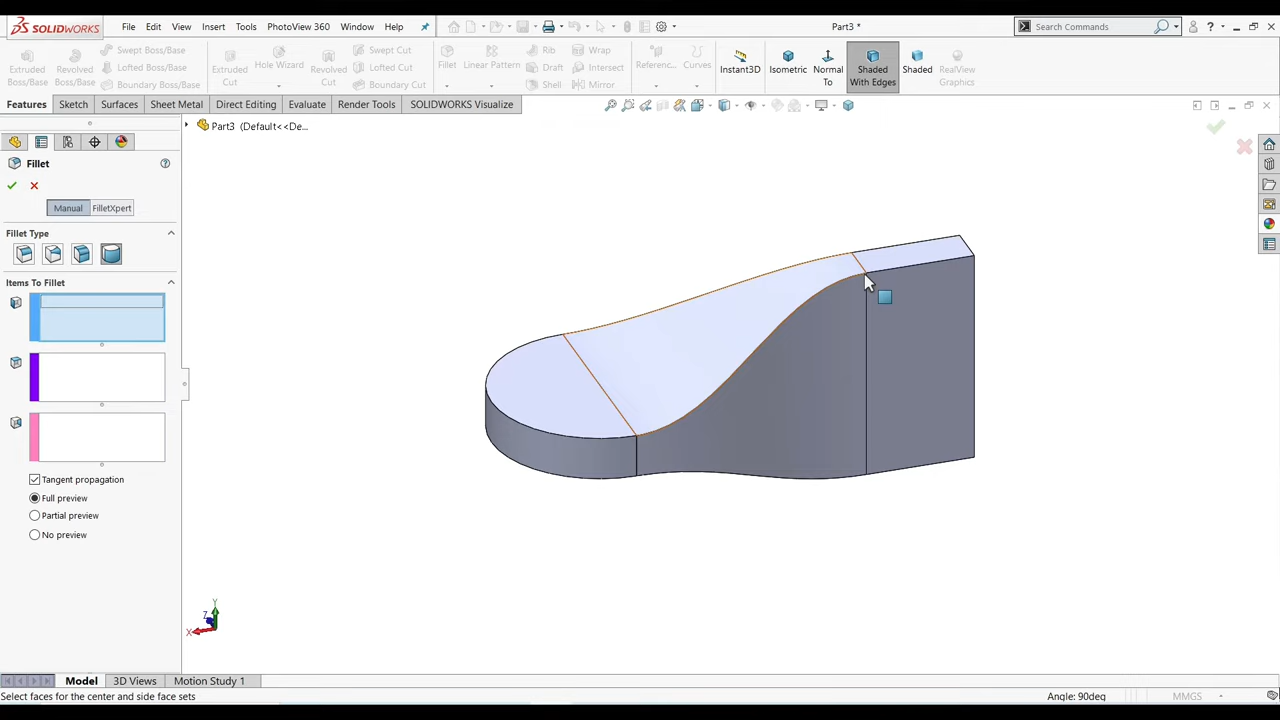 SOLIDWORKS File Edit View Insert Tools PhotoView 360 Window Help Part3 * Search Commands ?
Extruded Boss/Base Revolved Boss/Base Swept Boss/Base Lofted Boss/Base Boundary Boss/Base Extruded Cut Hole Wizard Revolved Cut Swept Cut Lofted Cut Boundary Cut Fillet Linear Pattern Rib Draft Shell Wrap Intersect Mirror Referenc... Curves Instant3D Isometric Normal To Shaded With Edges Shaded RealView Graphics
Features Sketch Surfaces Sheet Metal Direct Editing Evaluate Render Tools SOLIDWORKS Visualize
Part3 (Default<<De...
Fillet ?
Manual FilletXpert
Fillet Type
Items To Fillet
Tangent propagation
Full preview
Partial preview
No preview
Y
Z
X
Model 3D Views Motion Study 1
Select faces for the center and side face sets Angle: 90deg MMGS